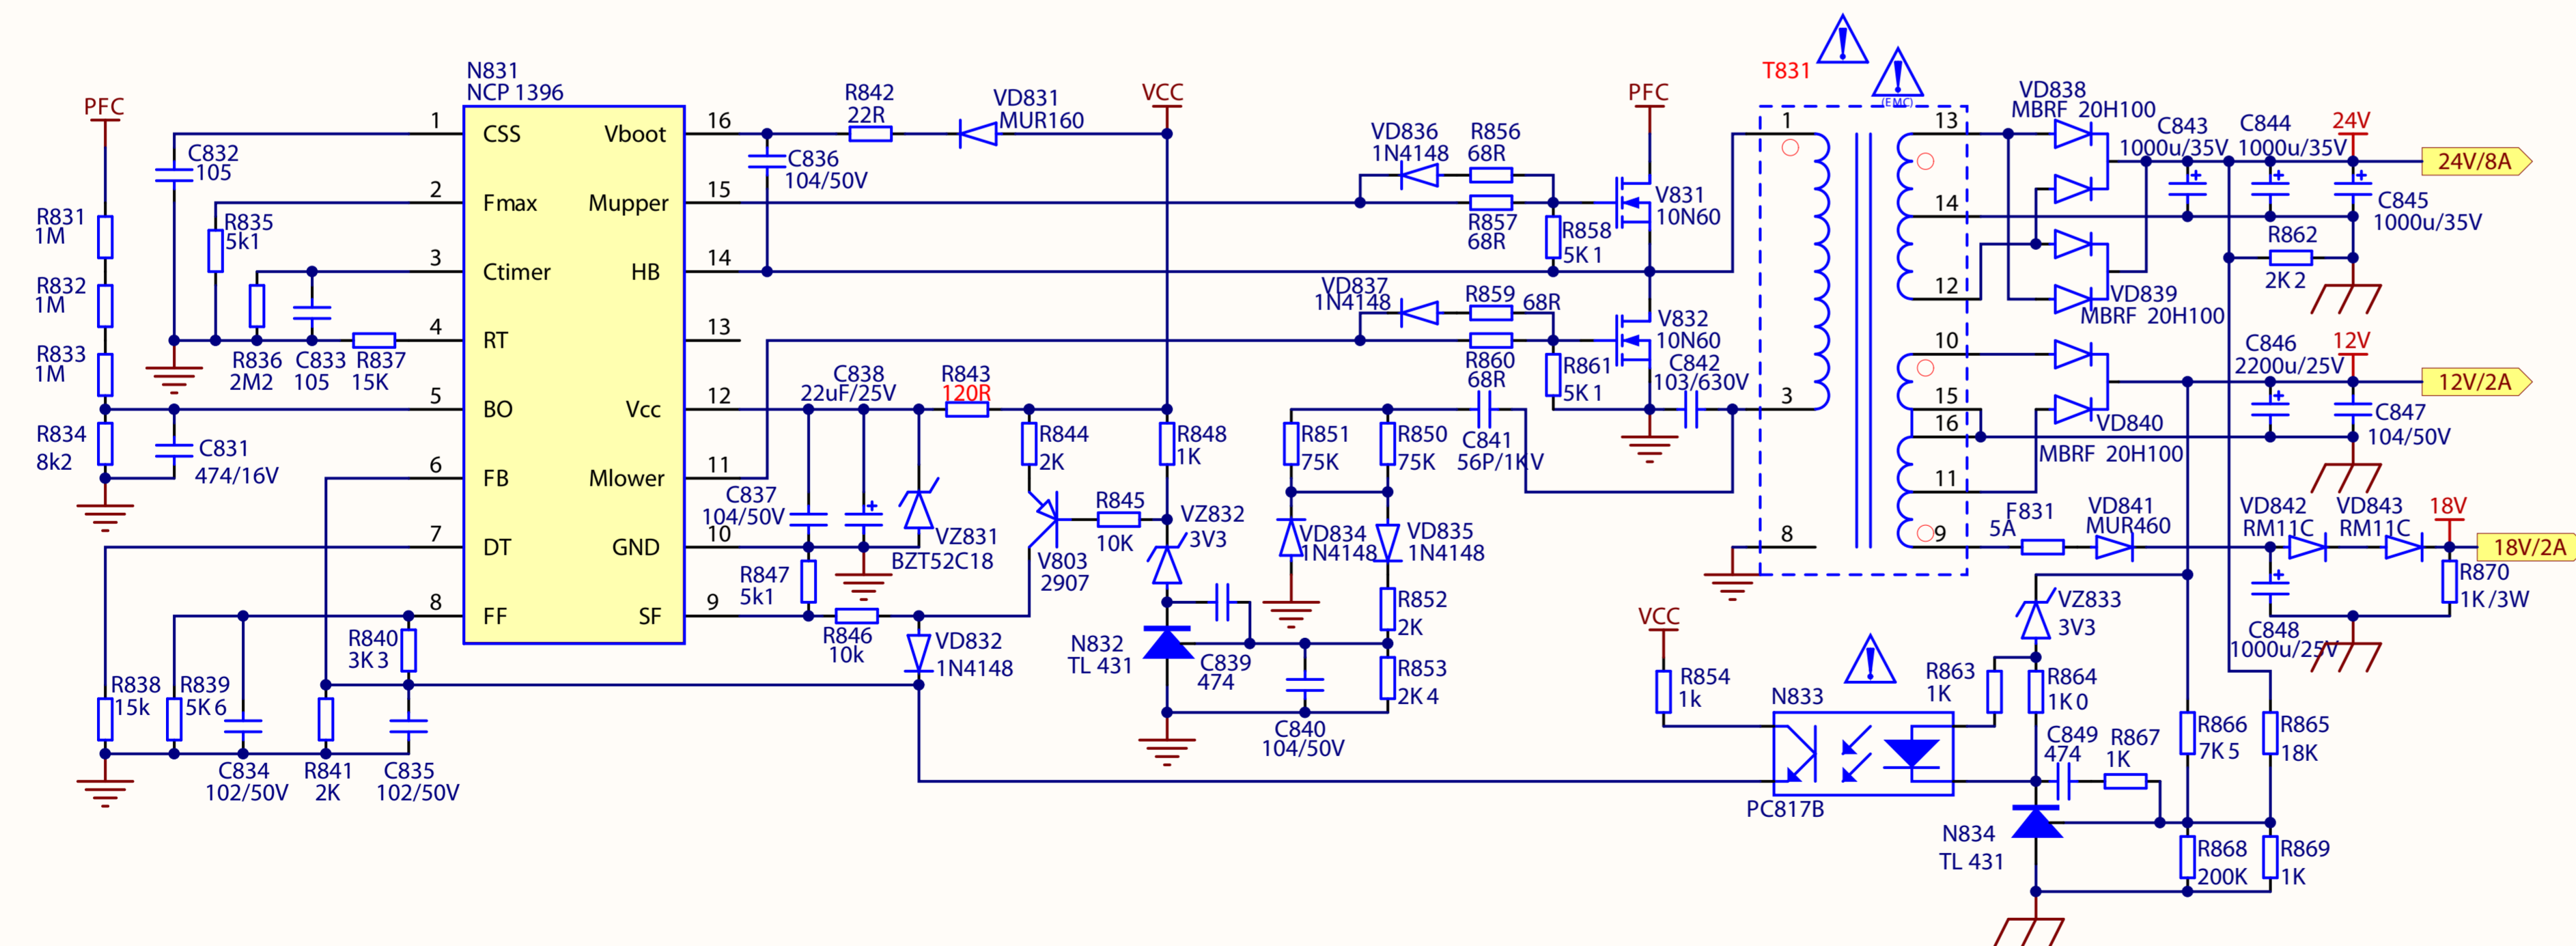 N831
NCP 1396
PFC
R831
1M
R832
1M
R833
1M
R834
8k2
C832
105
R835
5k1
R836
2M2
C833
105
R837
15K
C831
474/16V
1
2
3
4
5
6
7
8
CSS
Fmax
Ctimer
RT
BO
FB
DT
FF
Vboot
Mupper
HB
Vcc
Mlower
GND
SF
16
15
14
13
12
11
10
9
R838
15k
R839
5K6
R840
3K3
C834
102/50V
R841
2K
C835
102/50V
R842
22R
VD831
MUR160
VCC
C836
104/50V
C838
22uF/25V
R843
120R
R844
2K
R848
1K
C837
104/50V
VZ831
BZT52C18
R845
10K
V803
2907
VZ832
3V3
R847
5k1
R846
10k
VD832
1N4148
N832
TL 431
C839
474
C840
104/50V
R851
75K
R850
75K
C841
56P/1KV
VD834
1N4148
VD835
1N4148
R852
2K
R853
2K4
VD836
1N4148
R856
68R
R857
68R
R858
5K1
VD837
1N4148
R859
68R
R860
68R
R861
5K1
PFC
V831
10N60
V832
10N60
C842
103/630V
T831
(EMC)
1
3
8
13
14
12
10
15
16
11
9
VD838
MBRF 20H100
C843
1000u/35V
C844
1000u/35V
24V
24V/8A
C845
1000u/35V
R862
2K2
VD839
MBRF 20H100
C846
2200u/25V
12V
12V/2A
VD840
MBRF 20H100
C847
104/50V
F831
5A
VD841
MUR460
VD842
RM11C
VD843
RM11C
18V
18V/2A
R870
1K/3W
C848
1000u/25V
VZ833
3V3
VCC
R854
1k
N833
PC817B
R863
1K
R864
1K0
C849
474
R867
1K
R866
7K5
R865
18K
N834
TL 431
R868
200K
R869
1K